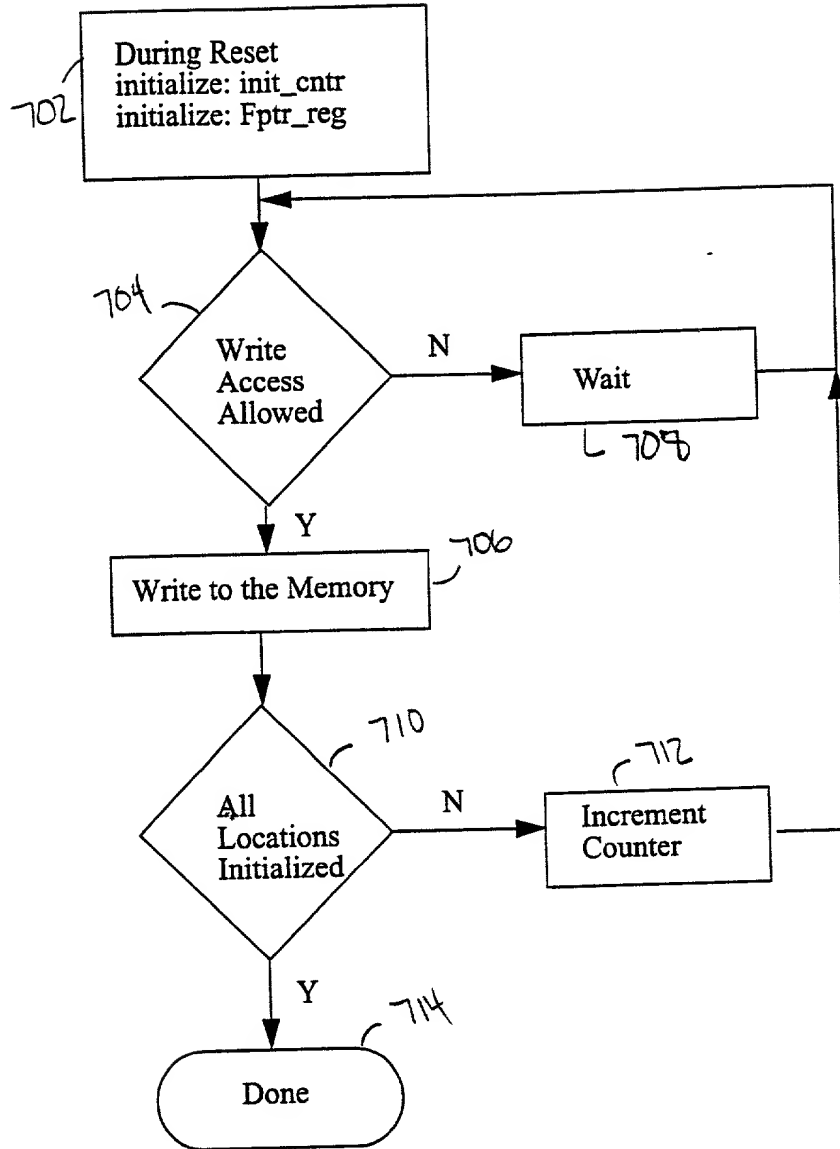 During Reset
initialize: init_cntr
initialize: Fptr_reg
702
704
Write
Access
Allowed
N
Wait
708
Y
706
Write to the Memory
710
All
Locations
Initialized
N
712
Increment
Counter
Y
714
Done